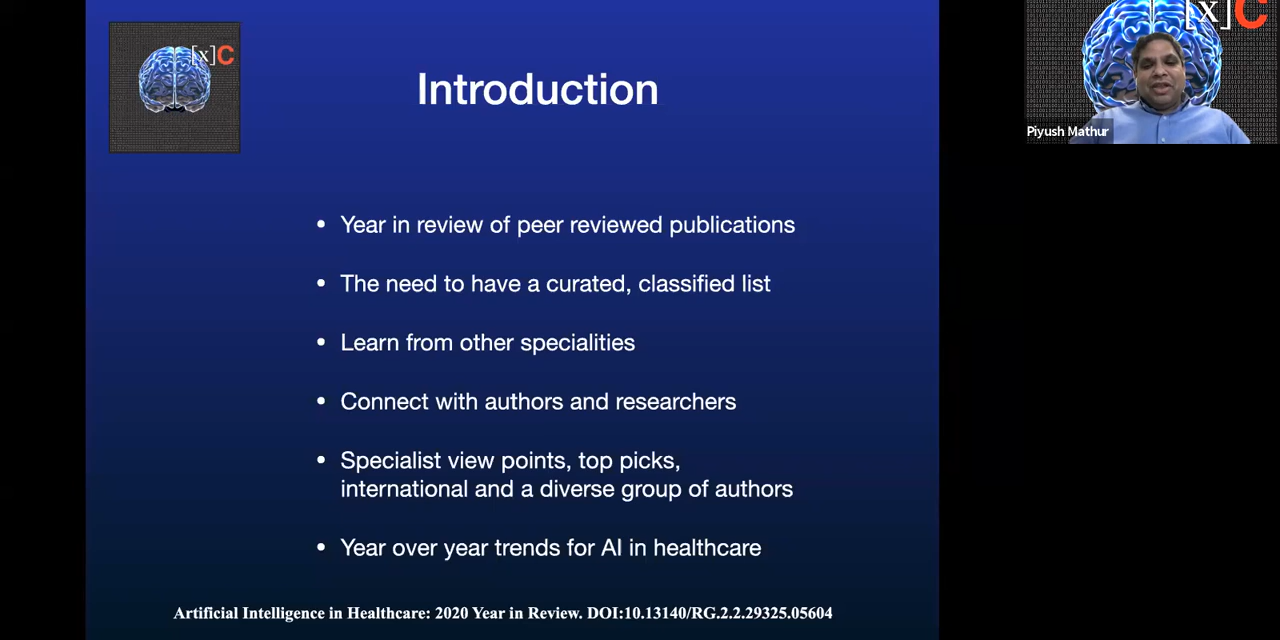 [x]C
Introduction
• Year in review of peer reviewed publications
• The need to have a curated, classified list
• Learn from other specialities
• Connect with authors and researchers
• Specialist view points, top picks,
international and a diverse group of authors
• Year over year trends for AI in healthcare
Artificial Intelligence in Healthcare: 2020 Year in Review. DOI:10.13140/RG.2.2.29325.05604
[x]C
Piyush Mathur